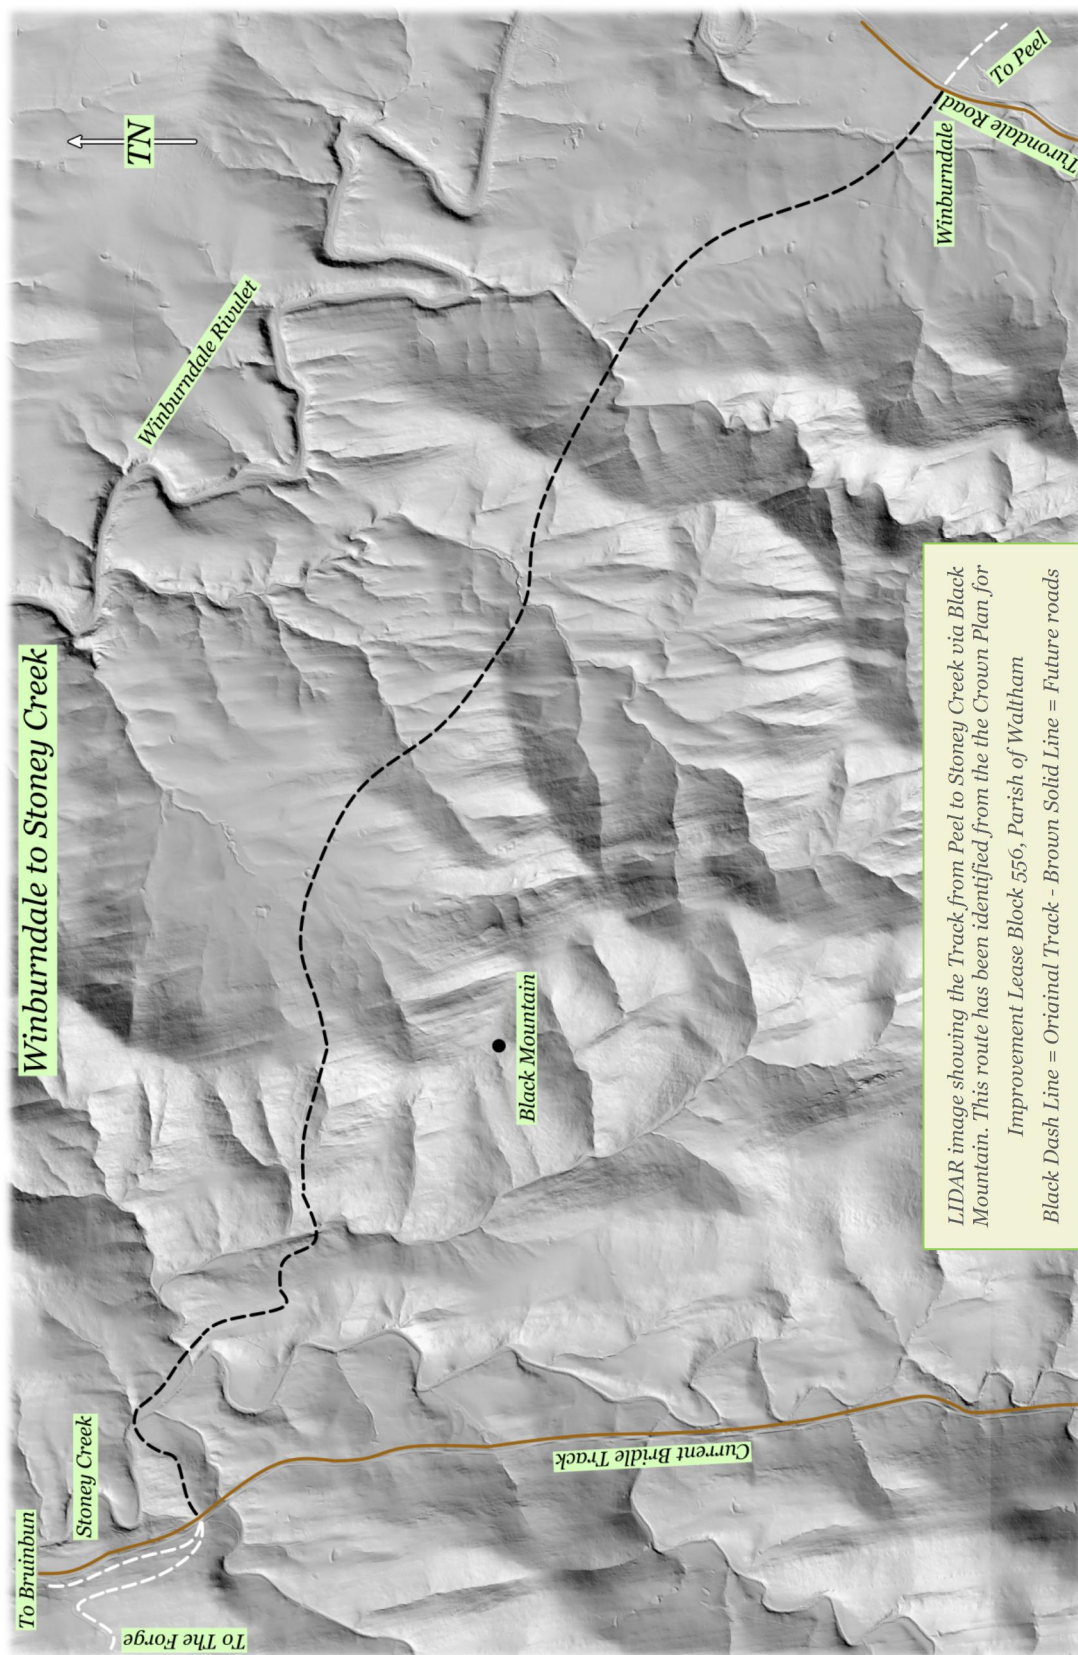 Winburndale to Stoney Creek
To Bruinbun
Stoney Creek
To The Forge
Winburndale Rivulet
TN
Black Mountain
Current Bridle Track
Winburndale
Turondale Road
To Peel
LIDAR image showing the Track from Peel to Stoney Creek via Black
Mountain. This route has been identified from the the Crown Plan for
Improvement Lease Block 556, Parish of Waltham
Black Dash Line = Original Track - Brown Solid Line = Future roads